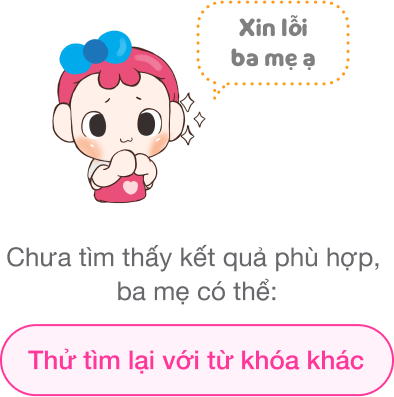 Xin lỗi
ba mẹ ạ
Chưa tìm thấy kết quả phù hợp,
ba mẹ có thể:
Thử tìm lại với từ khóa khác